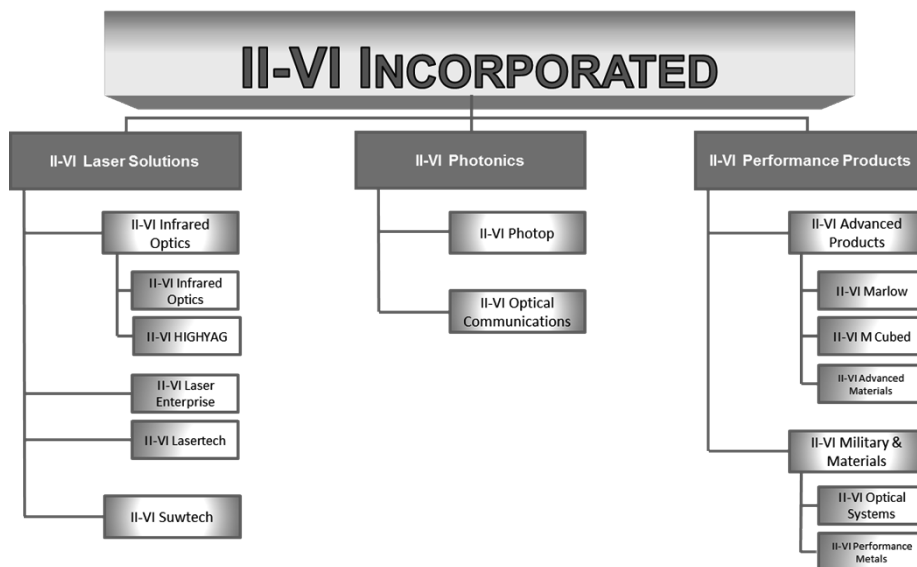 II-VI INCORPORATED
II-VI Laser Solutions
II-VI Infrared
Optics
II-VI Infrared
Optics
II-VI HIGHYAG
II-VI Laser
Enterprise
II-VI Lasertech
II-VI Suwtech
II-VI Photonics
II-VI Photop
II-VI Optical
Communications
II-VI Performance Products
II-VI Advanced
Products
II-VI Marlow
II-VI M Cubed
II-VI Advanced
Materials
II-VI Military &
Materials
II-VI Optical
Systems
II-VI Performance
Metals